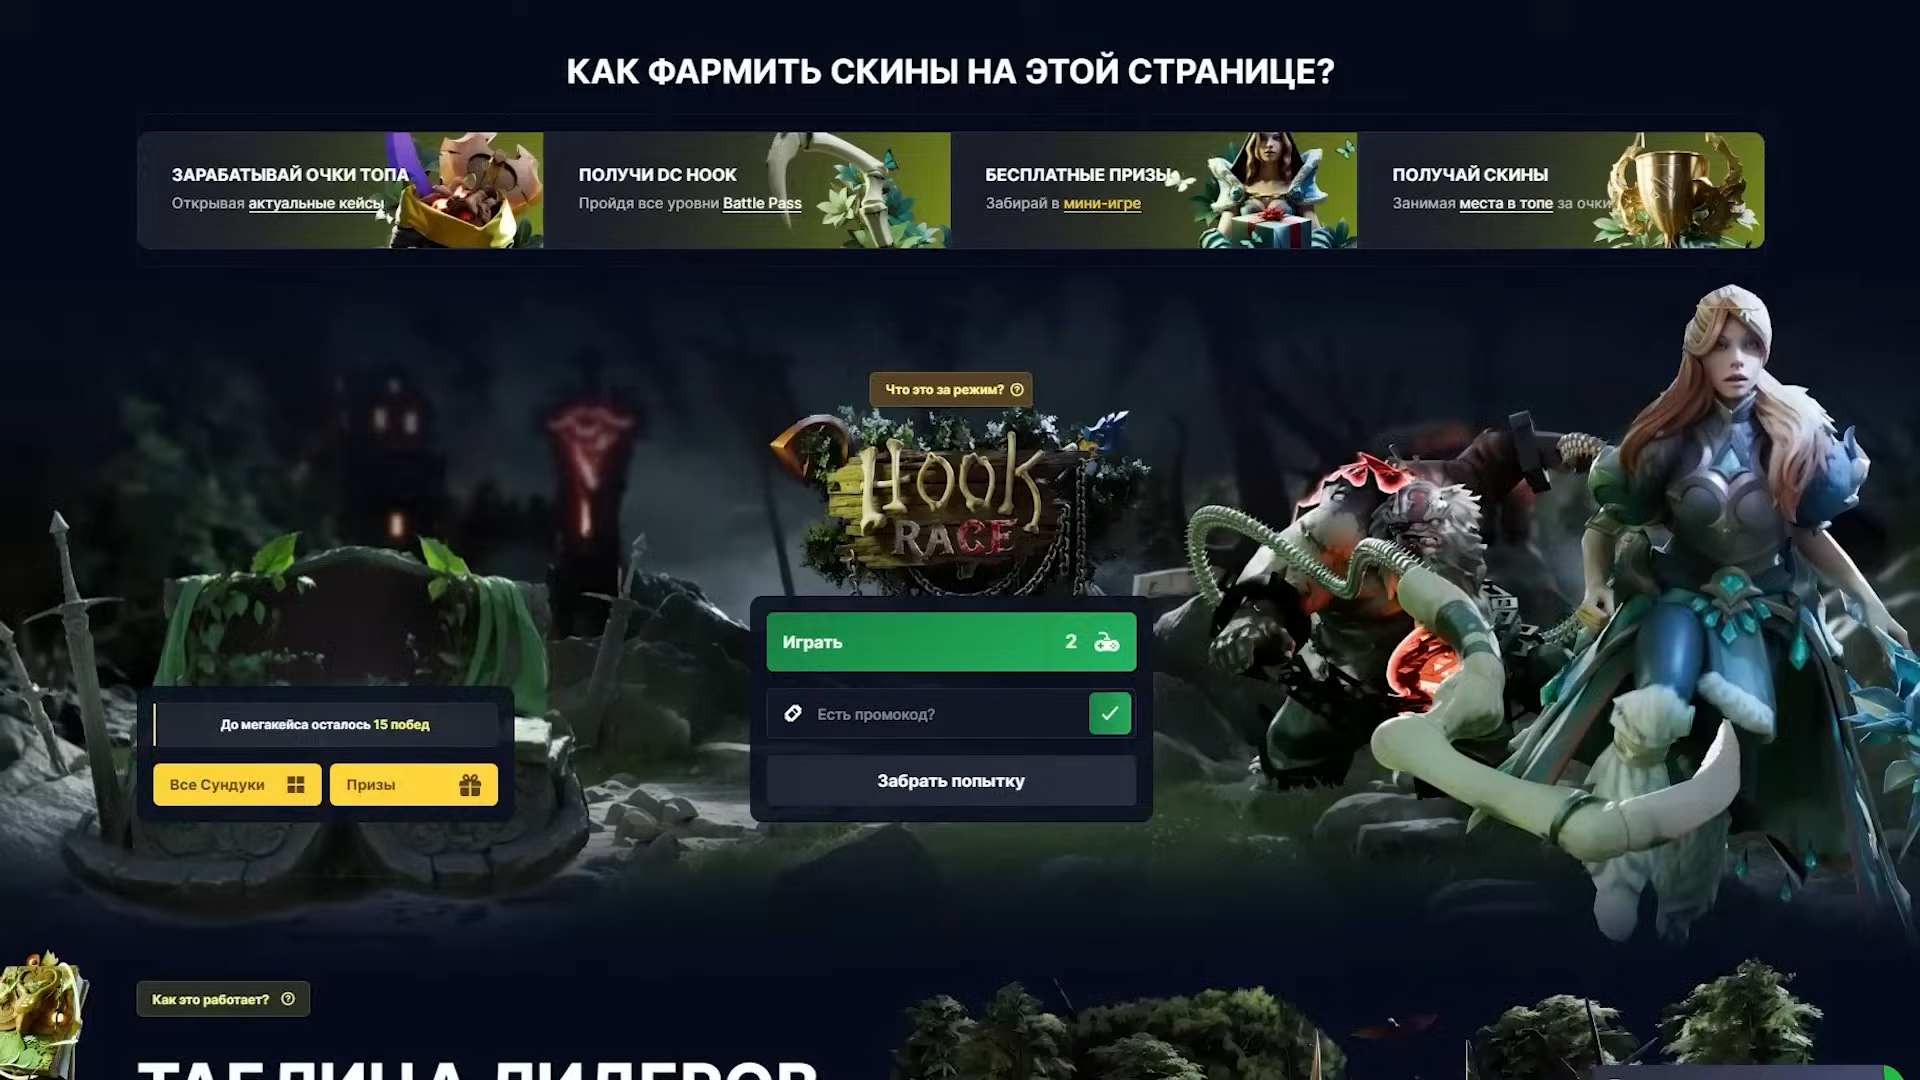 КАК ФАРМИТЬ СКИНЫ НА ЭТОЙ СТРАНИЦЕ?
ЗАРАБАТЫВАЙ ОЧКИ ТОПА
Открывая актуальные кейсы
ПОЛУЧИ DC HOOK
Пройдя все уровни Battle Pass
БЕСПЛАТНЫЕ ПРИЗЫ
Забирай в мини-игре
ПОЛУЧАЙ СКИНЫ
Занимая места в топе за очки
Что это за режим?
HOOK
RACE
Играть 2
Есть промокод?
Забрать попытку
До мегакейса осталось 15 побед
Все Сундуки
Призы
Как это работает?
ТАБЛИЦА ЛИДЕРОВ